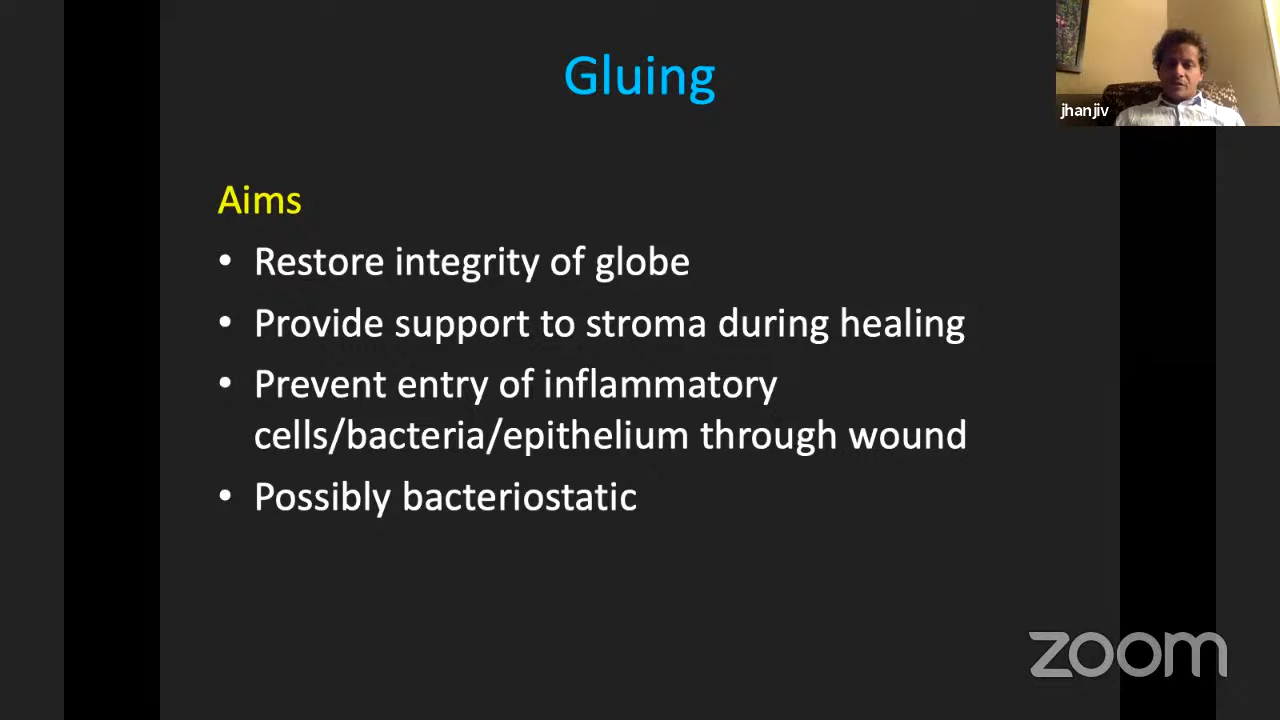 Gluing
jhanjiv
Aims
• Restore integrity of globe
• Provide support to stroma during healing
• Prevent entry of inflammatory
cells/bacteria/epithelium through wound
• Possibly bacteriostatic
zoom